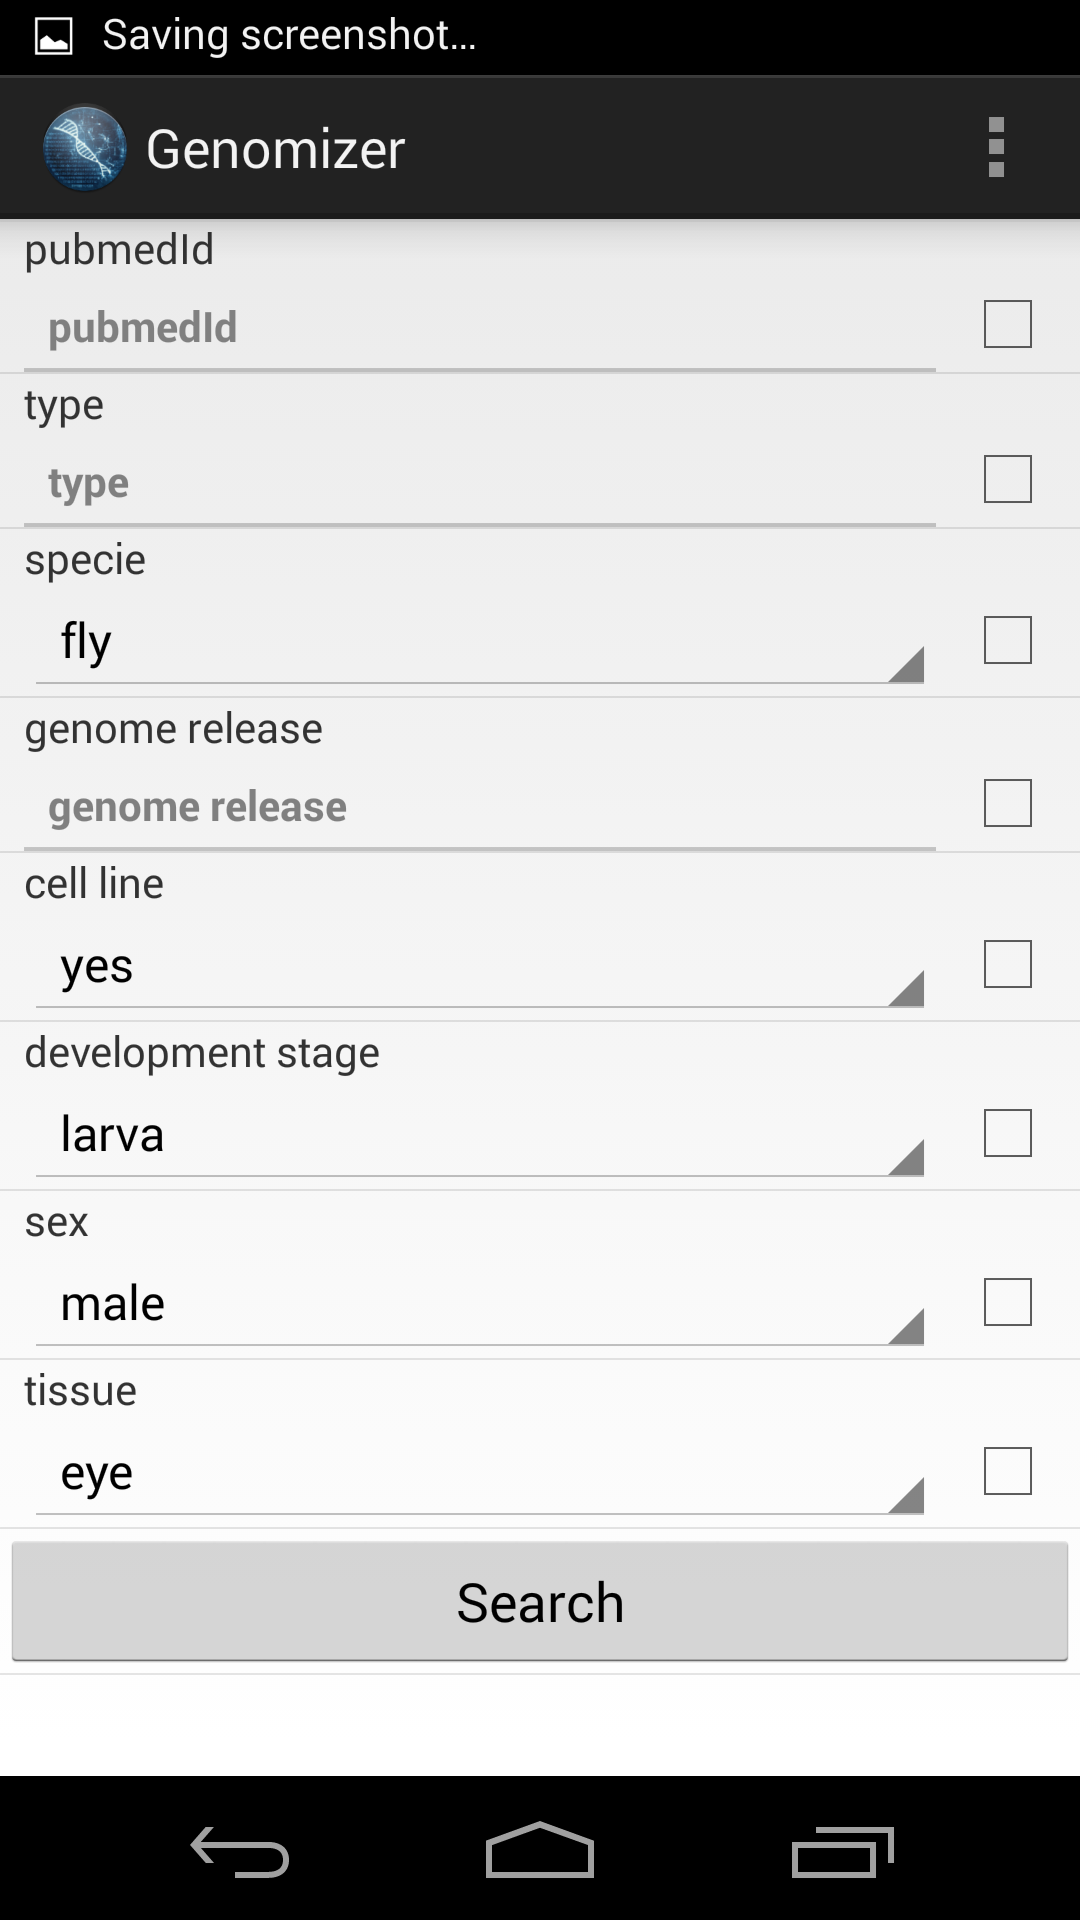 Saving screenshot...
Genomizer
pubmedId
pubmedId
type
type
specie
fly
genome release
genome release
cell line
yes
development stage
larva
sex
male
tissue
eye
Search